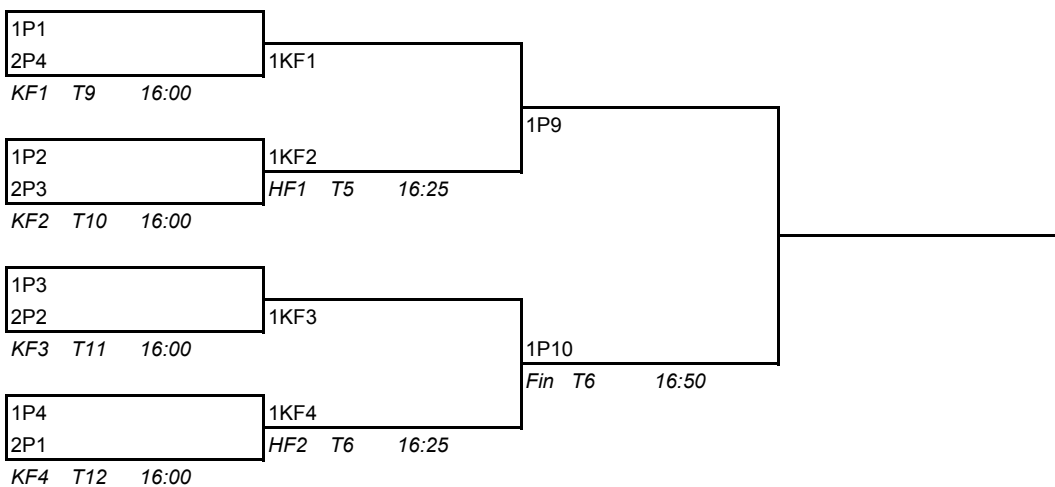 1P1
2P4
1KF1
KF1 T9 16:00
1P9
1P2
1KF2
2P3
HF1 T5 16:25
KF2 T10 16:00
1P3
2P2
1KF3
KF3 T11 16:00
1P10
Fin T6 16:50
1P4
1KF4
2P1
HF2 T6 16:25
KF4 T12 16:00